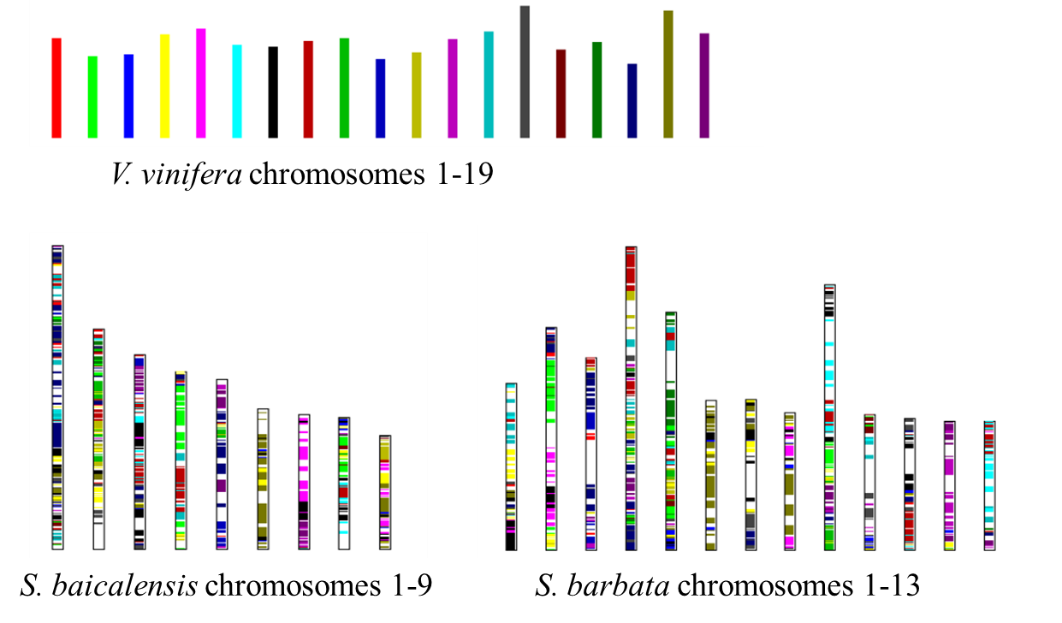 V. vinifera chromosomes 1-19
S. baicalensis chromosomes 1-9
S. barbata chromosomes 1-13